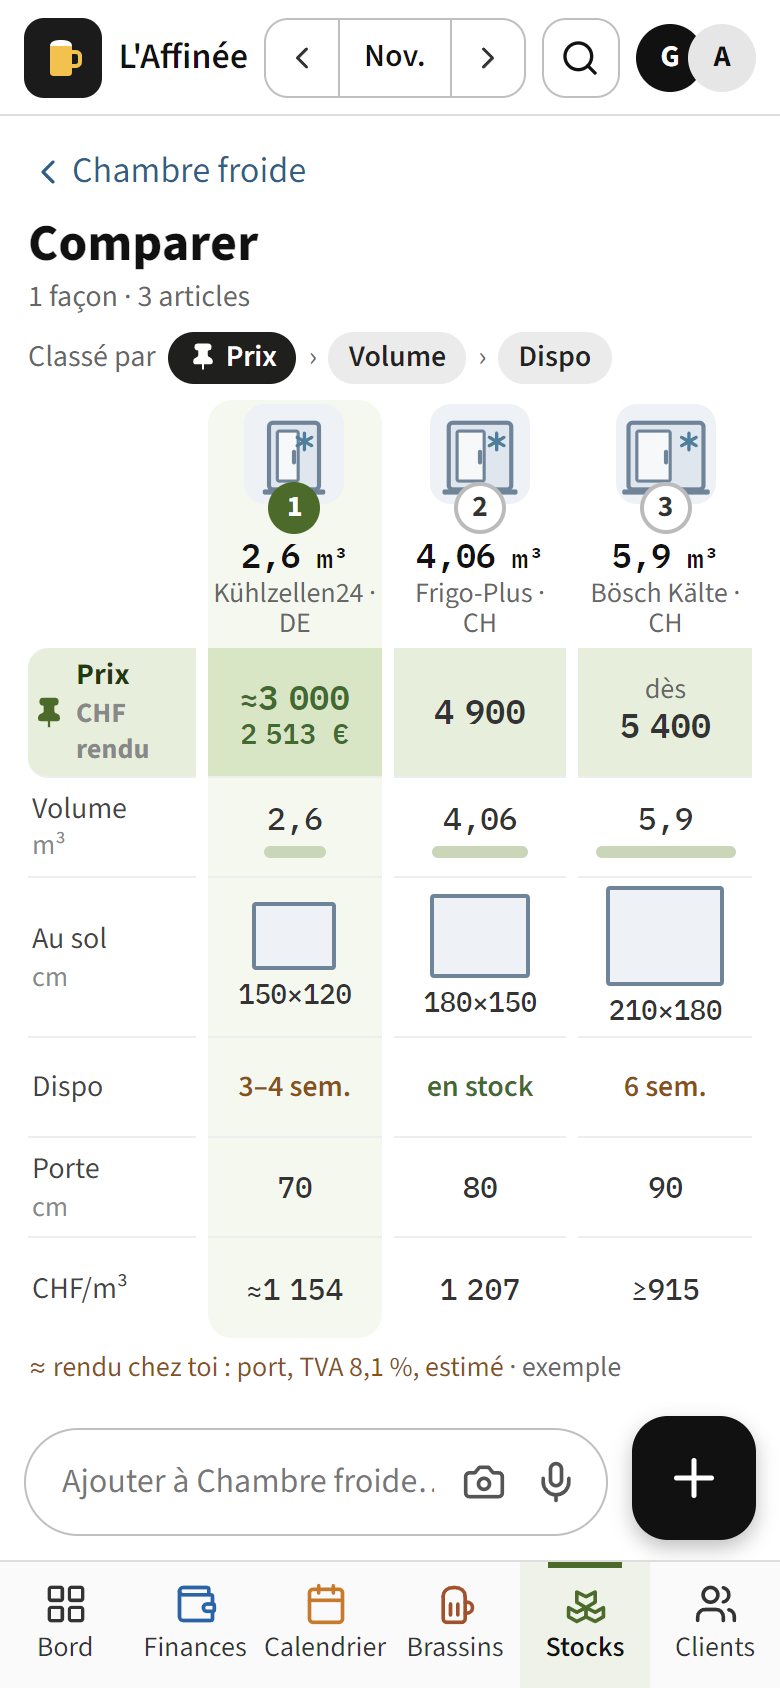 L'Affinée
Nov.
G A
Chambre froide
Comparer
1 façon · 3 articles
Classé par Prix › Volume › Dispo
1 2 3
2,6 m³ 4,06 m³ 5,9 m³
Kühlzellen24 · DE Frigo-Plus · CH Bösch Kälte · CH
Prix CHF rendu ≈3 000 2 513 € 4 900 dès 5 400
Volume m³ 2,6 4,06 5,9
Au sol cm 150×120 180×150 210×180
Dispo 3–4 sem. en stock 6 sem.
Porte cm 70 80 90
CHF/m³ ≈1 154 1 207 ≥915
≈ rendu chez toi : port, TVA 8,1 %, estimé · exemple
Ajouter à Chambre froide..
Bord Finances Calendrier Brassins Stocks Clients